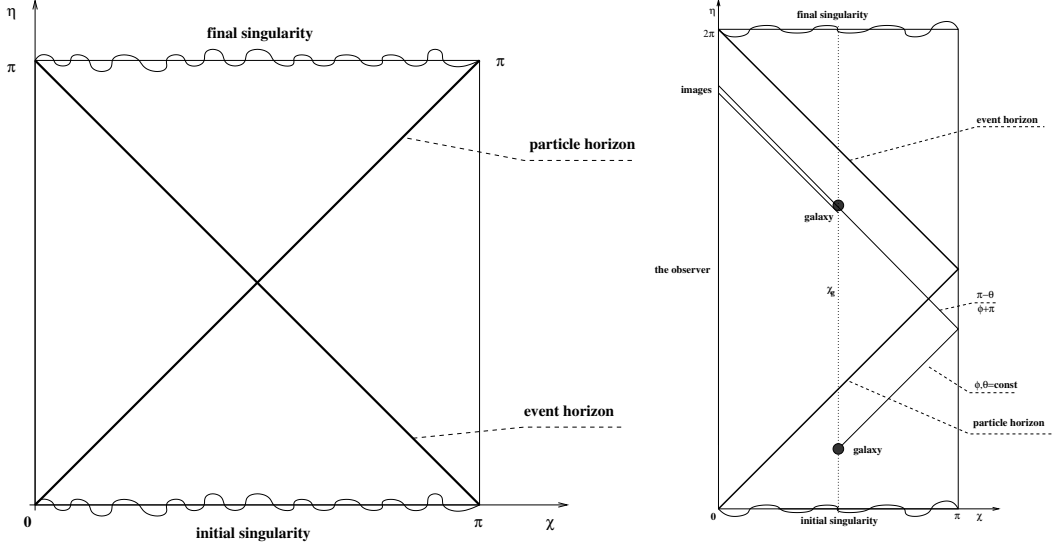 η
final singularity
π
π
particle horizon
event horizon
0
initial singularity
π
χ
η
final singularity
2π
images
event horizon
galaxy
the observer
χg
π−θ
φ+π
φ,θ=const
particle horizon
galaxy
0
initial singularity
π
χ